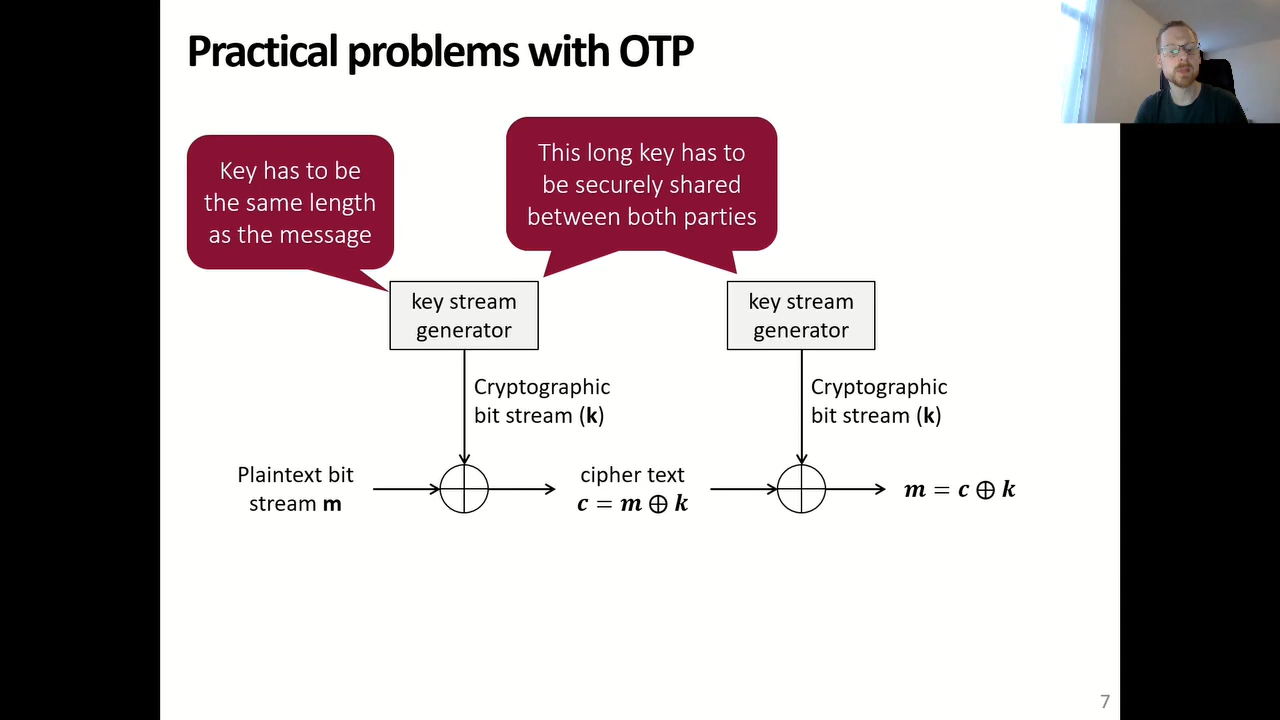 Practical problems with OTP
Key has to be
the same length
as the message
This long key has to
be securely shared
between both parties
key stream
generator
key stream
generator
Cryptographic
bit stream (k)
Cryptographic
bit stream (k)
Plaintext bit
stream m
cipher text
c = m ⊕ k
m = c ⊕ k
7